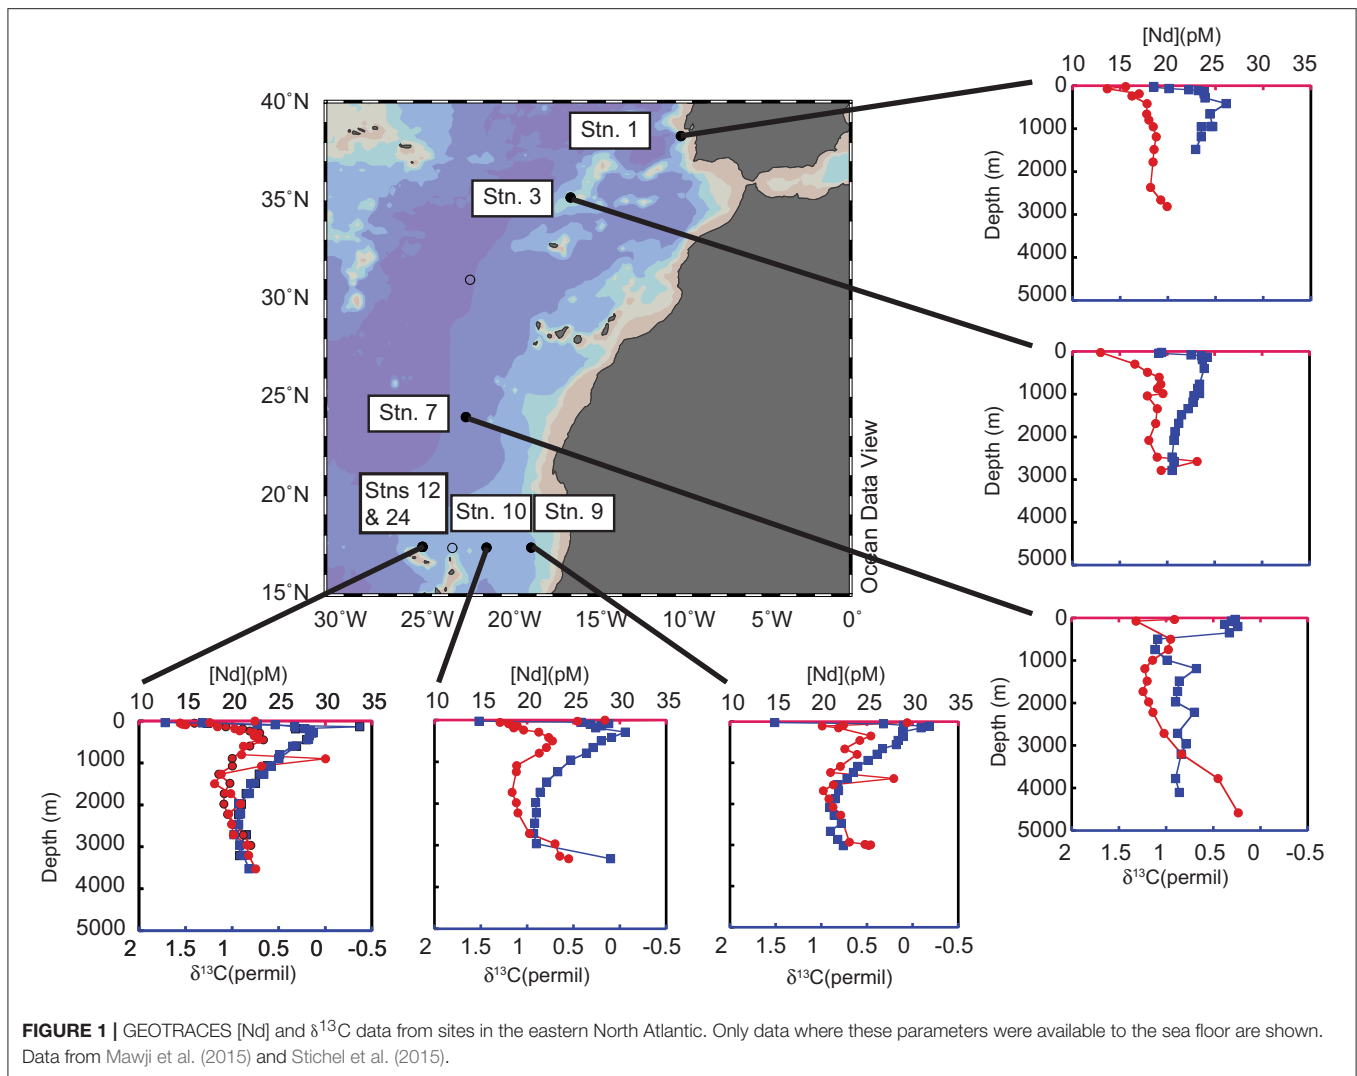 [Nd](pM)
10 15 20 25 30 35
0
1000
2000
3000
4000
5000
Depth (m)
40°N
35°N
30°N
25°N
20°N
15°N
30°W 25°W 20°W 15°W 10°W 5°W 0°
Stn. 1
Stn. 3
Stn. 7
Stns 12
& 24
Stn. 10
Stn. 9
Ocean Data View
0
1000
2000
3000
4000
5000
Depth (m)
0
1000
2000
3000
4000
5000
Depth (m)
2 1 0.5 0 -0.5
δ¹³C(permil)
[Nd](pM)
10 15 20 25 30 35
0
1000
2000
3000
4000
5000
Depth (m)
2 1.5 1 0.5 0 -0.5
δ¹³C(permil)
[Nd](pM)
10 15 20 25 30 35
2 1 0.5 0 -0.5
δ¹³C(permil)
[Nd](pM)
10 15 20 25 30 35
2 1.5 1 0.5 0 -0.5
δ¹³C(permil)
FIGURE 1 | GEOTRACES [Nd] and δ¹³C data from sites in the eastern North Atlantic. Only data where these parameters were available to the sea floor are shown.
Data from Mawji et al. (2015) and Stichel et al. (2015).